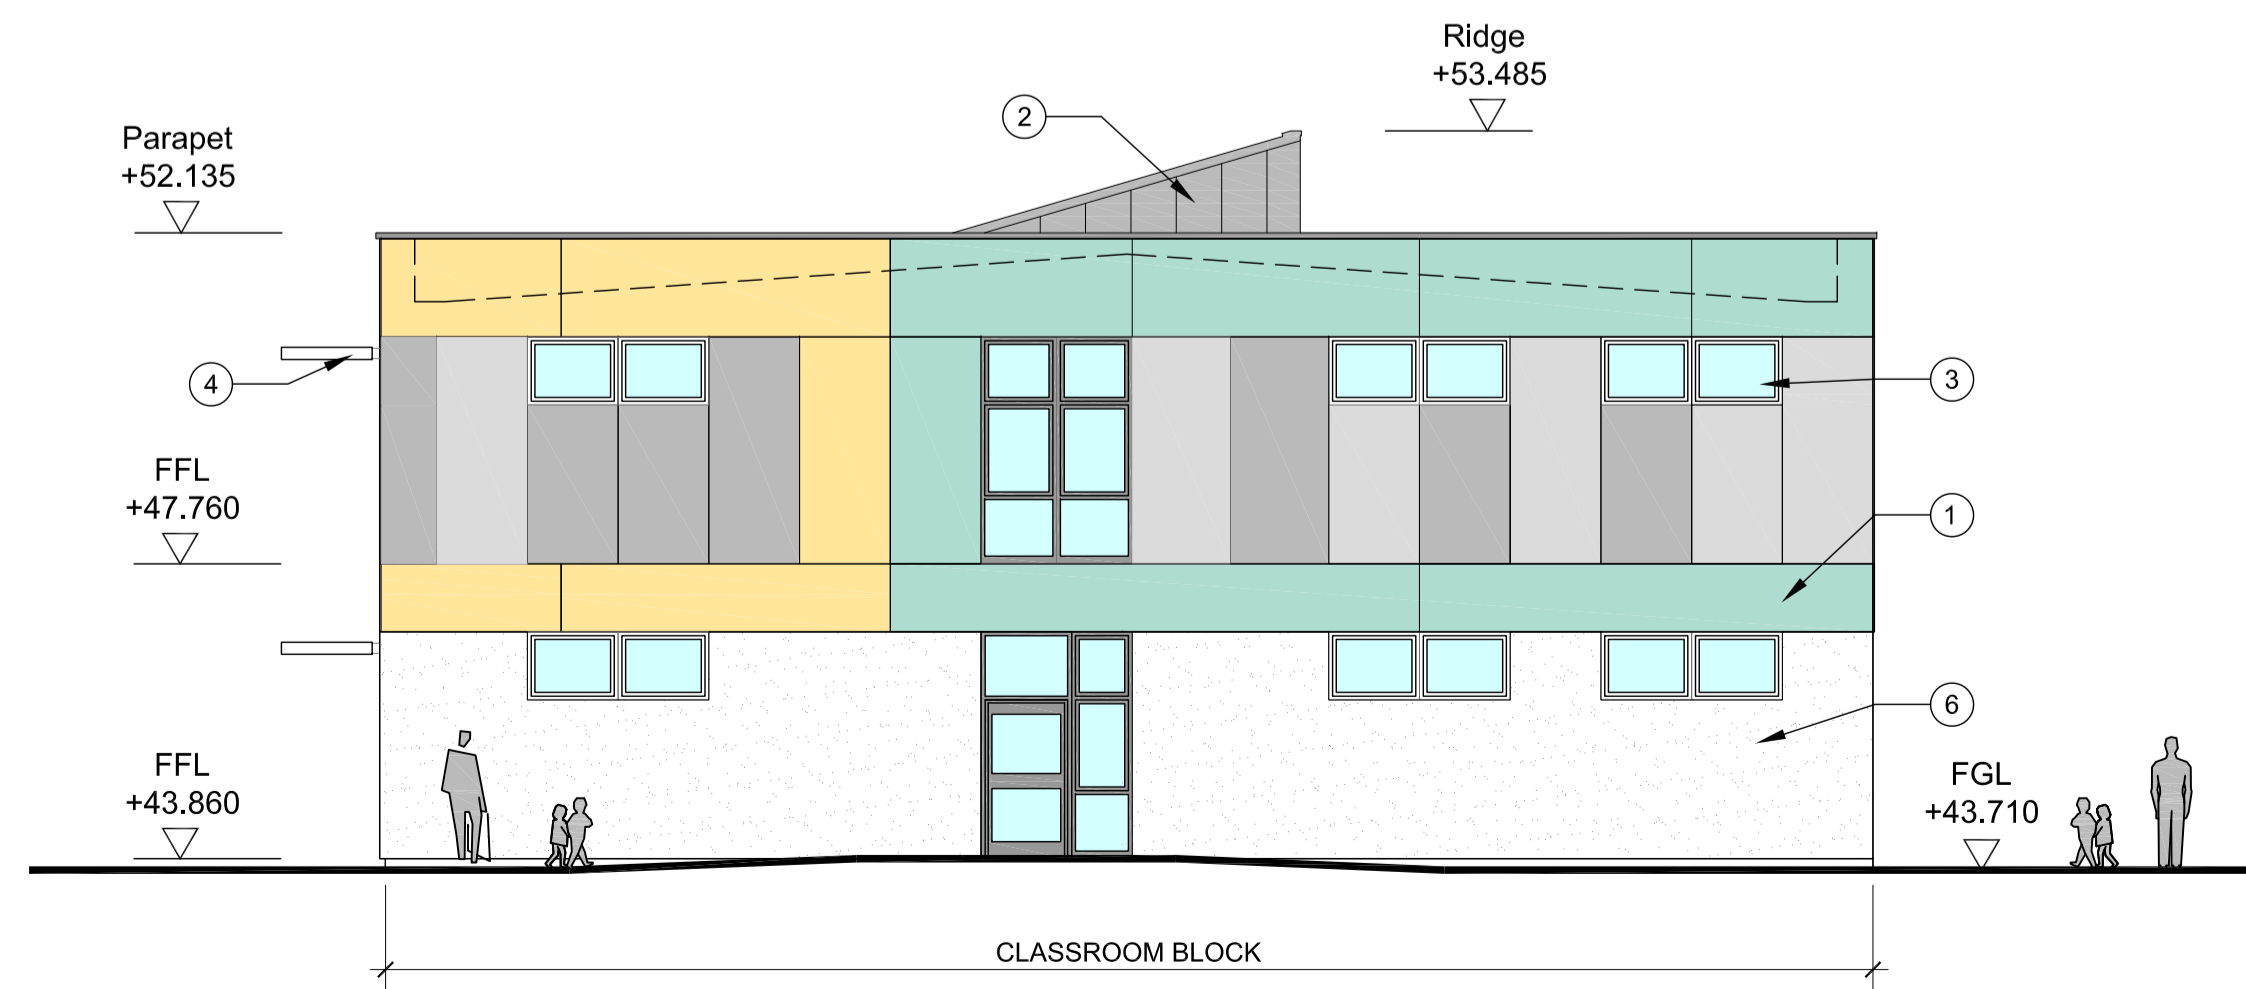 Ridge
+53.485
2
Parapet
+52.135
4
3
FFL
+47.760
1
6
FFL
+43.860
FGL
+43.710
CLASSROOM BLOCK